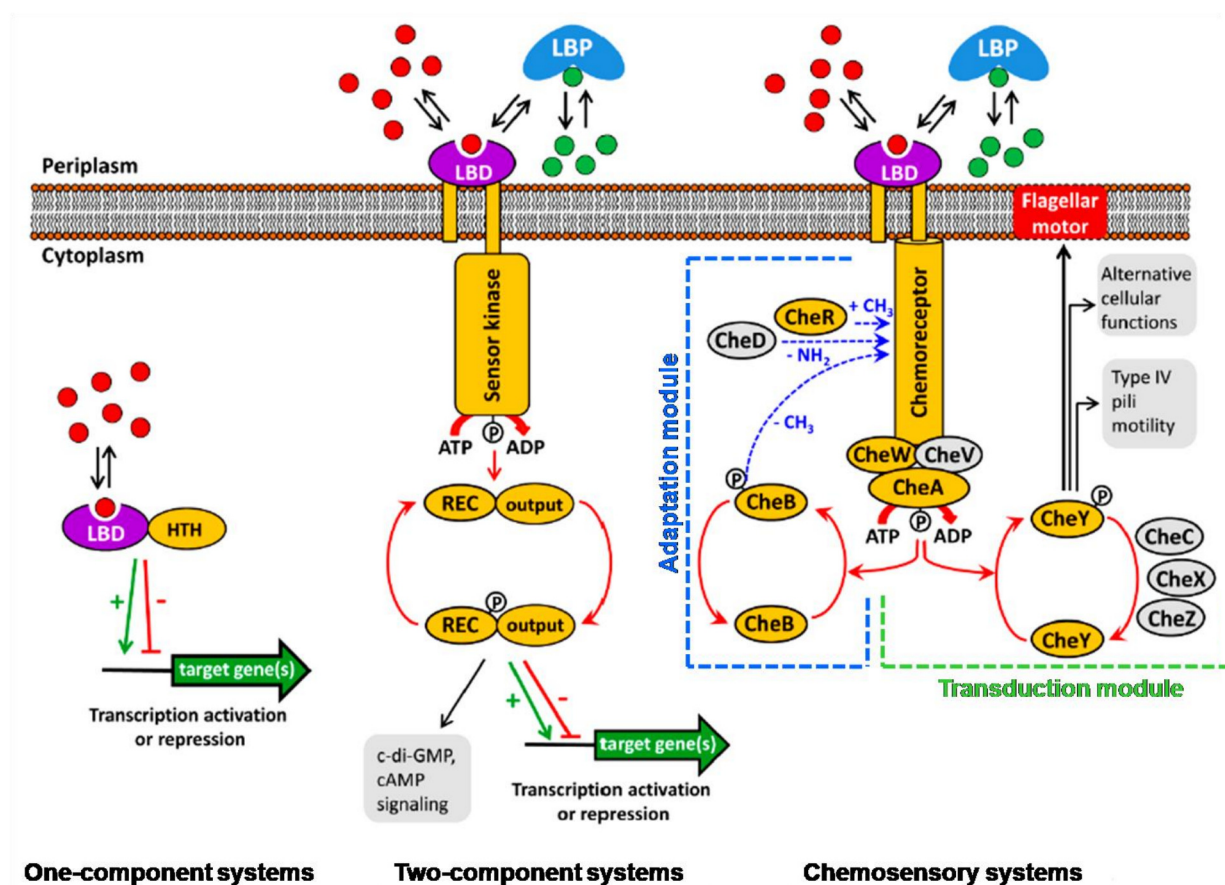 LBP
LBD
LBP
LBD
Periplasm
Cytoplasm
Flagellar
motor
Sensor kinase
ATP
P
ADP
REC
output
P
REC
output
+
-
target gene(s)
Transcription activation
or repression
c-di-GMP,
cAMP
signaling
LBD
HTH
+
-
target gene(s)
Transcription activation
or repression
Adaptation module
Chemoreceptor
CheR
+ CH₃
CheD
- NH₂
- CH₃
CheW
CheV
CheA
P
CheB
ATP
P
ADP
CheB
P
CheY
CheY
CheC
CheX
CheZ
Alternative
cellular
functions
Type IV
pili
motility
Transduction module
One-component systems
Two-component systems
Chemosensory systems